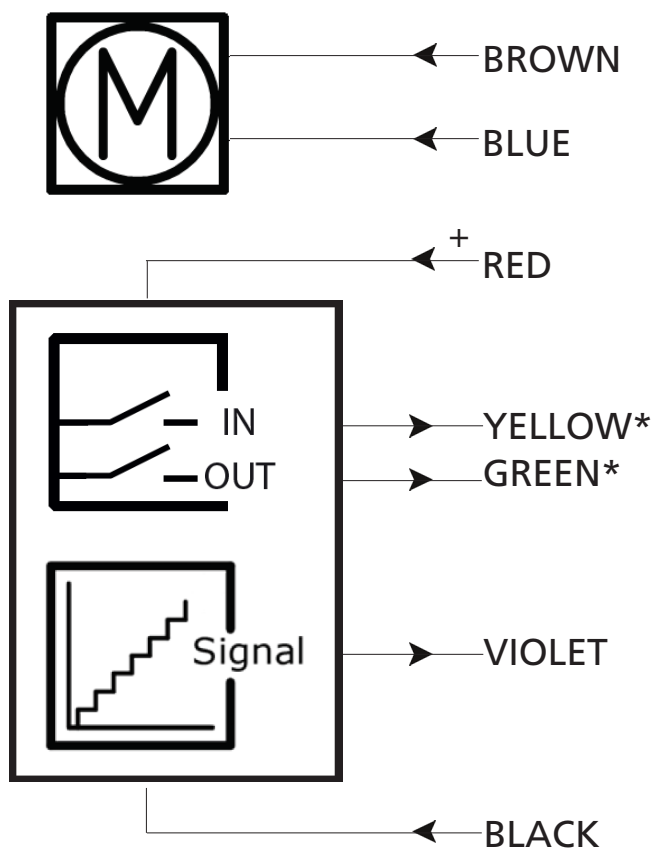 M
BROWN
BLUE
+
RED
IN
YELLOW*
OUT
GREEN*
Signal
VIOLET
BLACK